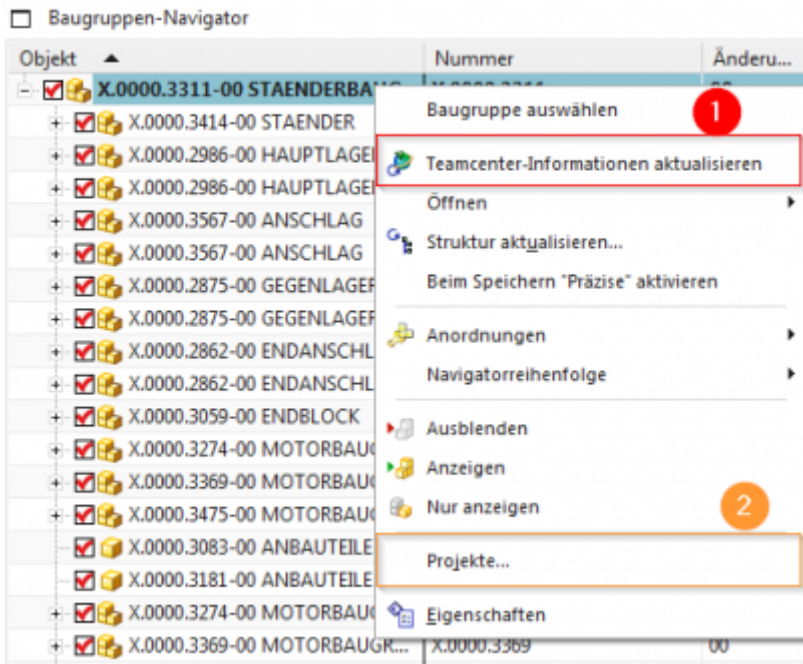 Baugruppen-Navigator
Objekt Nummer Änderu...
X.0000.3311-00 STAENDERBAUG
Baugruppe auswählen 1
X.0000.3414-00 STAENDER
X.0000.2986-00 HAUPTLAGE
Teamcenter-Informationen aktualisieren
X.0000.2986-00 HAUPTLAGE
Öffnen
X.0000.3567-00 ANSCHLAG
Struktur aktualisieren...
X.0000.3567-00 ANSCHLAG
X.0000.2875-00 GEGENLAGER
Beim Speichern "Präzise" aktivieren
X.0000.2875-00 GEGENLAGER
Anordnungen
X.0000.2862-00 ENDANSCHL
Navigatorreihenfolge
X.0000.2862-00 ENDANSCHL
X.0000.3059-00 ENDBLOCK
Ausblenden
X.0000.3274-00 MOTORBAU
Anzeigen
X.0000.3369-00 MOTORBAU
X.0000.3475-00 MOTORBAU
Nur anzeigen 2
X.0000.3083-00 ANBAUTEILE
Projekte...
X.0000.3181-00 ANBAUTEILE
X.0000.3274-00 MOTORBAU
Eigenschaften
X.0000.3369-00 MOTORBAUGR... X.0000.3369 00